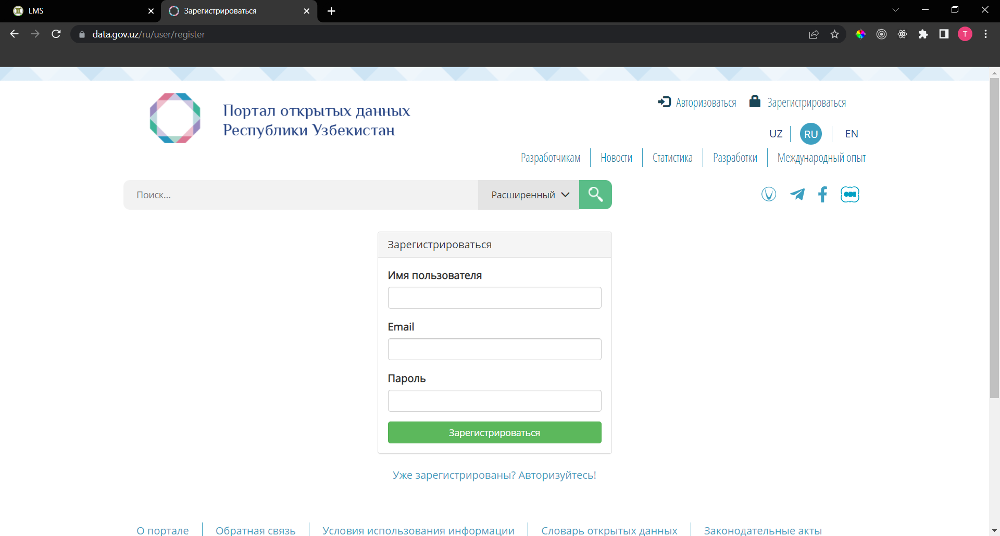 LMS
Зарегистрироваться
data.gov.uz/ru/user/register
T
Портал открытых данных
Республики Узбекистан
Авторизоваться
Зарегистрироваться
UZ
RU
EN
Разработчикам
Новости
Статистика
Разработки
Международный опыт
Поиск...
Расширенный
ODI
Зарегистрироваться
Имя пользователя
Email
Пароль
Зарегистрироваться
Уже зарегистрированы? Авторизуйтесь!
О портале
Обратная связь
Условия использования информации
Словарь открытых данных
Законодательные акты